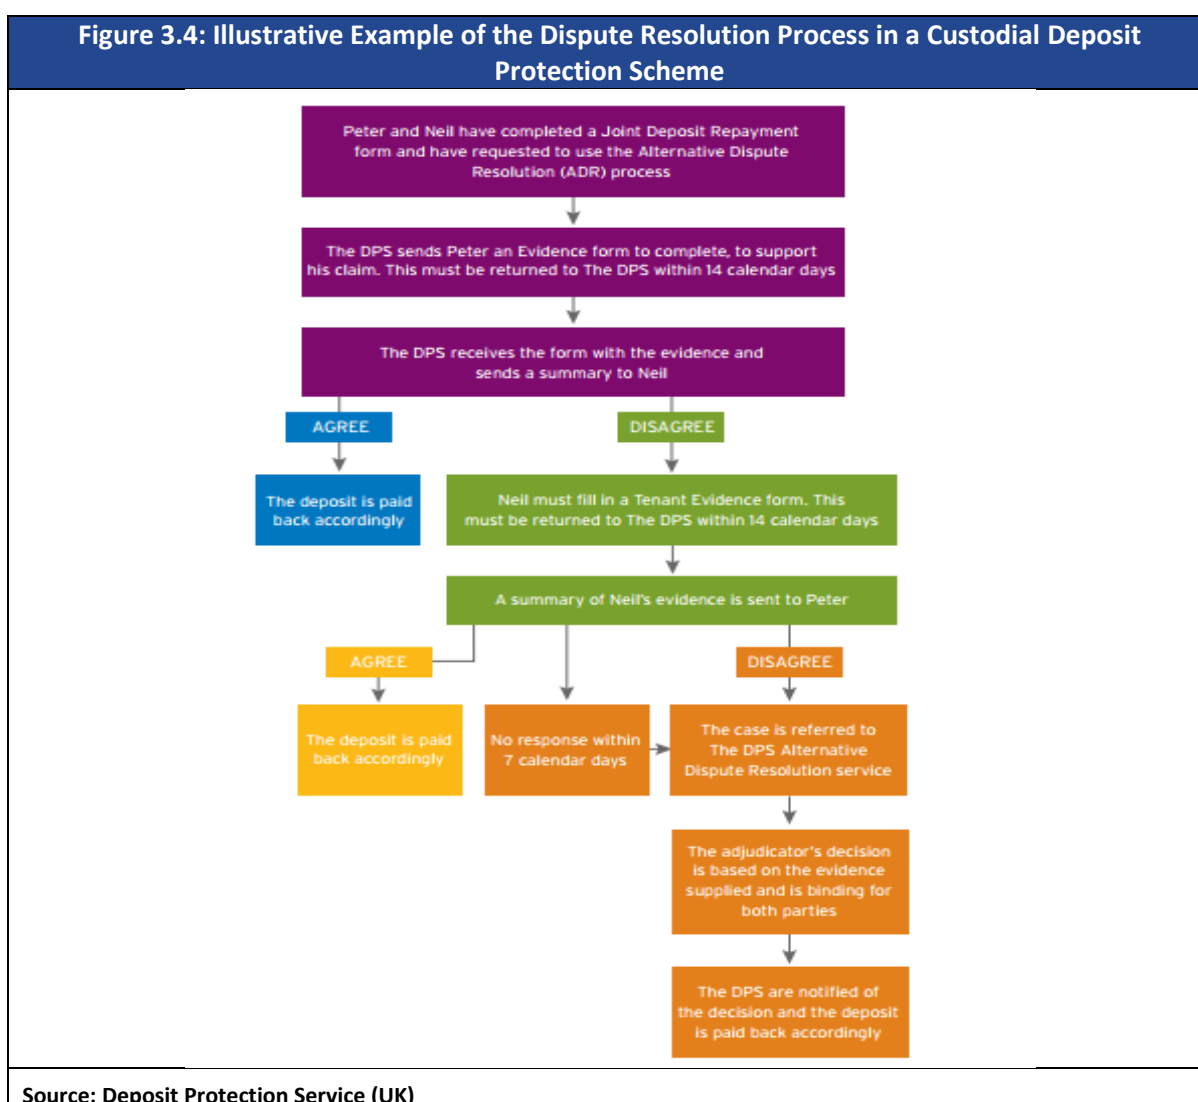 Figure 3.4: Illustrative Example of the Dispute Resolution Process in a Custodial Deposit
Protection Scheme
Peter and Neil have completed a Joint Deposit Repayment
form and have requested to use the Alternative Dispute
Resolution (ADR) process
The DPS sends Peter an Evidence form to complete, to support
his claim. This must be returned to The DPS within 14 calendar days
The DPS receives the form with the evidence and
sends a summary to Neil
AGREE
DISAGREE
The deposit is paid
back accordingly
Neil must fill in a Tenant Evidence form. This
must be returned to The DPS within 14 calendar days
A summary of Neil's evidence is sent to Peter
AGREE
DISAGREE
The deposit is paid
back accordingly
No response within
7 calendar days
The case is referred to
The DPS Alternative
Dispute Resolution service
The adjudicator's decision
is based on the evidence
supplied and is binding for
both parties
The DPS are notified of
the decision and the deposit
is paid back accordingly
Source: Deposit Protection Service (UK)